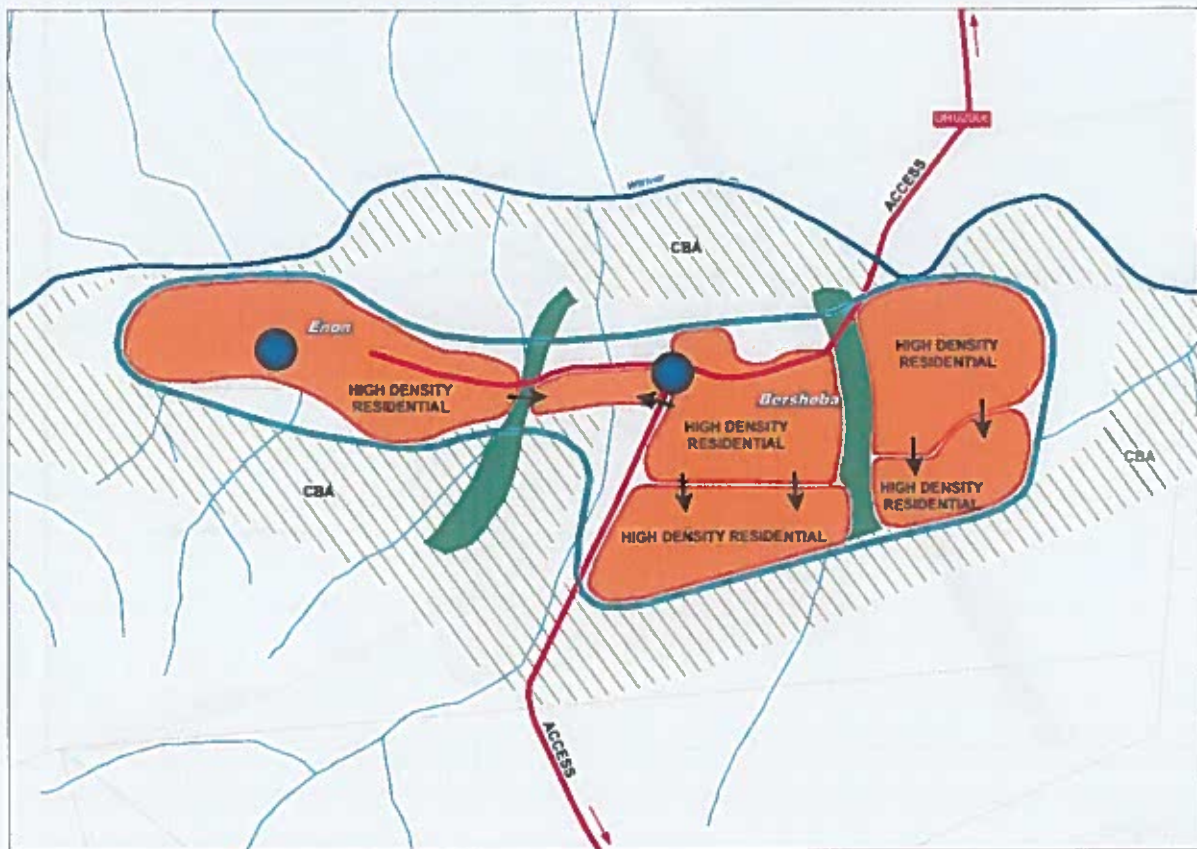 ACCESS
CBA
Enon
HIGH DENSITY
RESIDENTIAL
HIGH DENSITY
RESIDENTIAL
Bersheba
HIGH DENSITY
RESIDENTIAL
CBA
CBA
HIGH DENSITY
RESIDENTIAL
HIGH DENSITY RESIDENTIAL
ACCESS